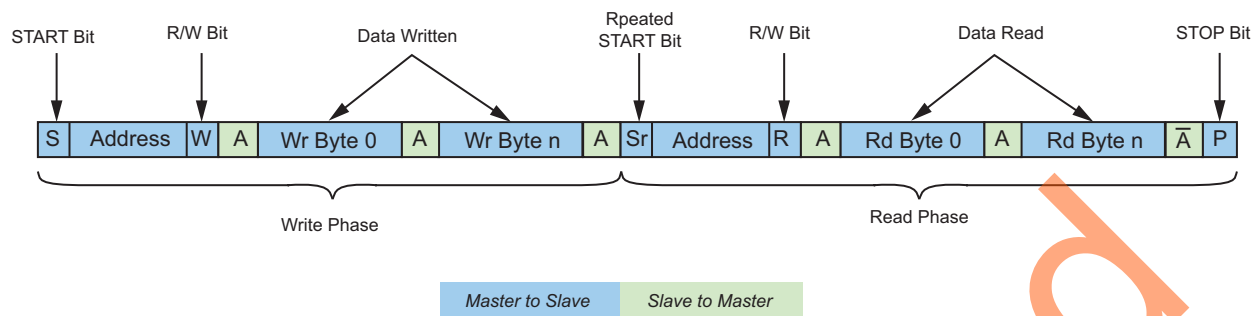 START Bit
R/W Bit
Data Written
Rpeated
START Bit
R/W Bit
Data Read
STOP Bit
S Address W A Wr Byte 0 A Wr Byte n A Sr Address R A Rd Byte 0 A Rd Byte n A̅ P
Write Phase
Read Phase
Master to Slave
Slave to Master
d